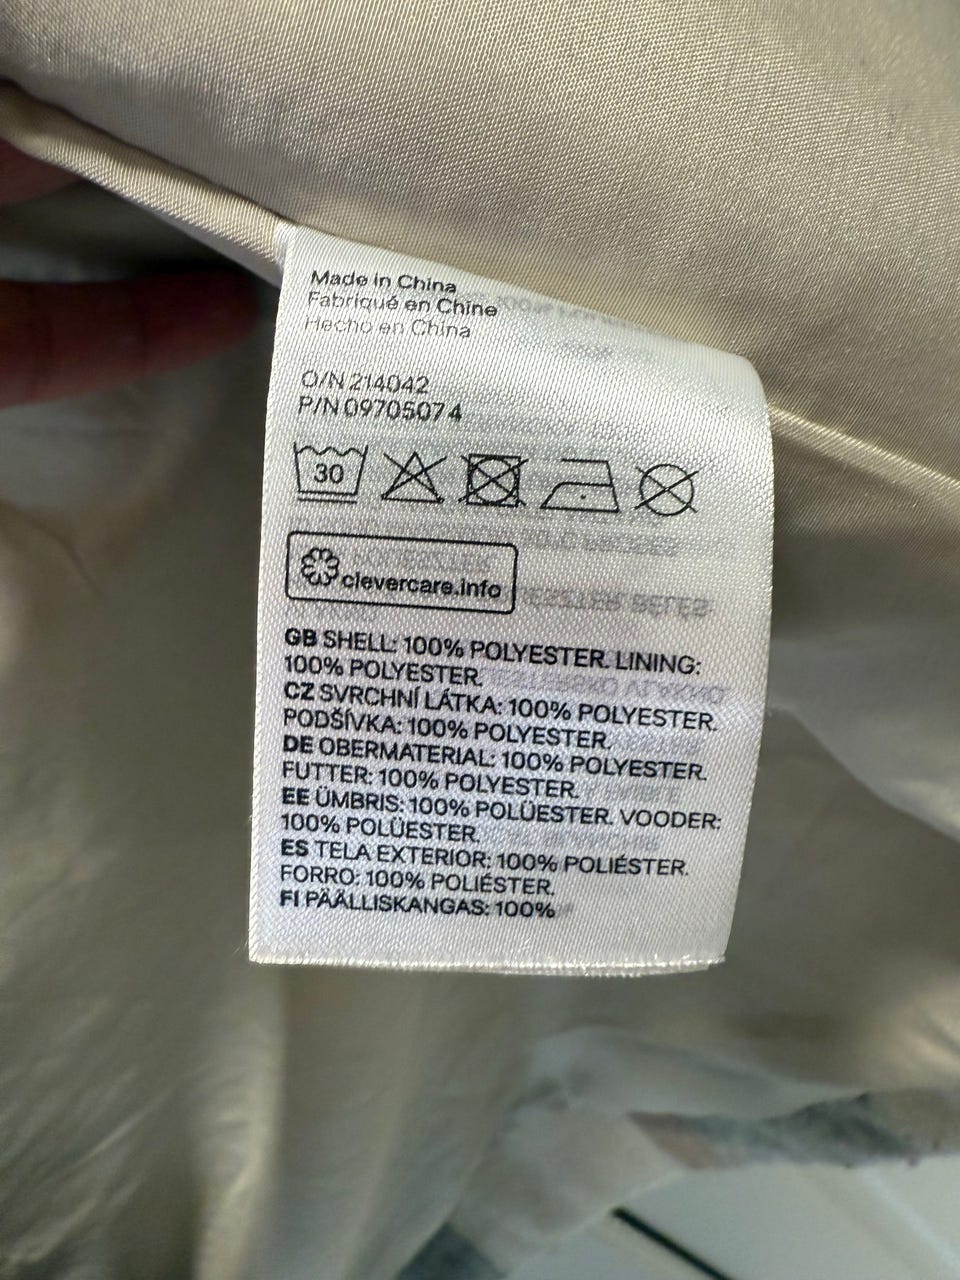 Made in China
Fabriqué en Chine
Hecho en China
O/N 214042
P/N 09705074
30
clevercare.info
GB SHELL: 100% POLYESTER. LINING:
100% POLYESTER.
CZ SVRCHNÍ LÁTKA: 100% POLYESTER.
PODŠÍVKA: 100% POLYESTER.
DE OBERMATERIAL: 100% POLYESTER.
FUTTER: 100% POLYESTER.
EE ÜMBRIS: 100% POLÜESTER. VOODER:
100% POLÜESTER.
ES TELA EXTERIOR: 100% POLIÉSTER.
FORRO: 100% POLIÉSTER.
FI PÄÄLLISKANGAS: 100%